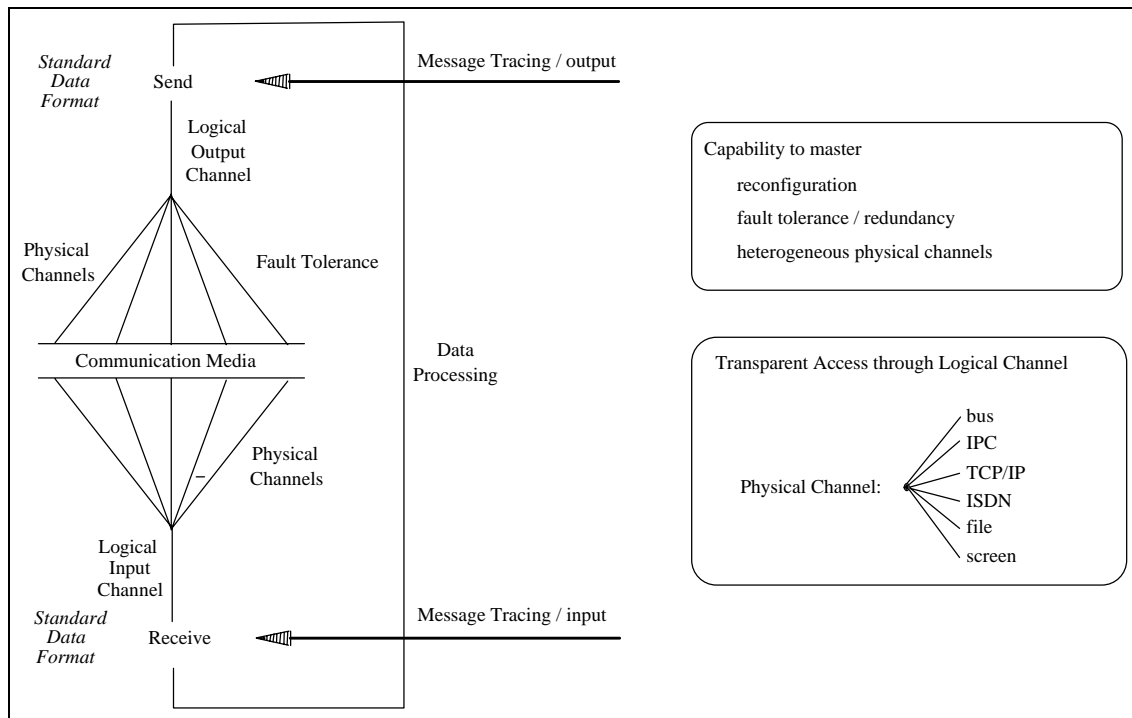 Standard
Data
Format
Send
Message Tracing / output
Logical
Output
Channel
Physical
Channels
Fault Tolerance
Communication Media
Data
Processing
Physical
Channels
Logical
Input
Channel
Standard
Data
Format
Receive
Message Tracing / input
Capability to master
reconfiguration
fault tolerance / redundancy
heterogeneous physical channels
Transparent Access through Logical Channel
Physical Channel:
bus
IPC
TCP/IP
ISDN
file
screen